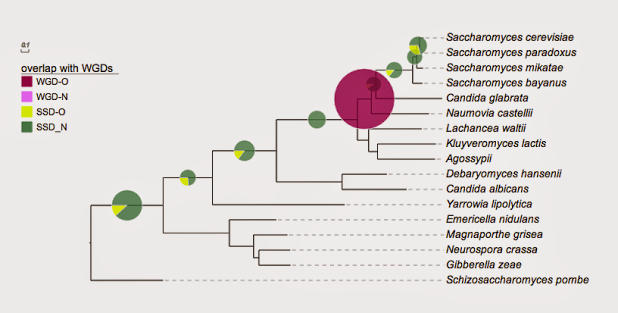 0.1
overlap with WGDs
WGD-O
WGD-N
SSD-O
SSD_N
Saccharomyces cerevisiae
Saccharomyces paradoxus
Saccharomyces mikatae
Saccharomyces bayanus
Candida glabrata
Naumovia castellii
Lachancea waltii
Kluyveromyces lactis
Agossypii
Debaryomyces hansenii
Candida albicans
Yarrowia lipolytica
Emericella nidulans
Magnaporthe grisea
Neurospora crassa
Gibberella zeae
Schizosaccharomyces pombe